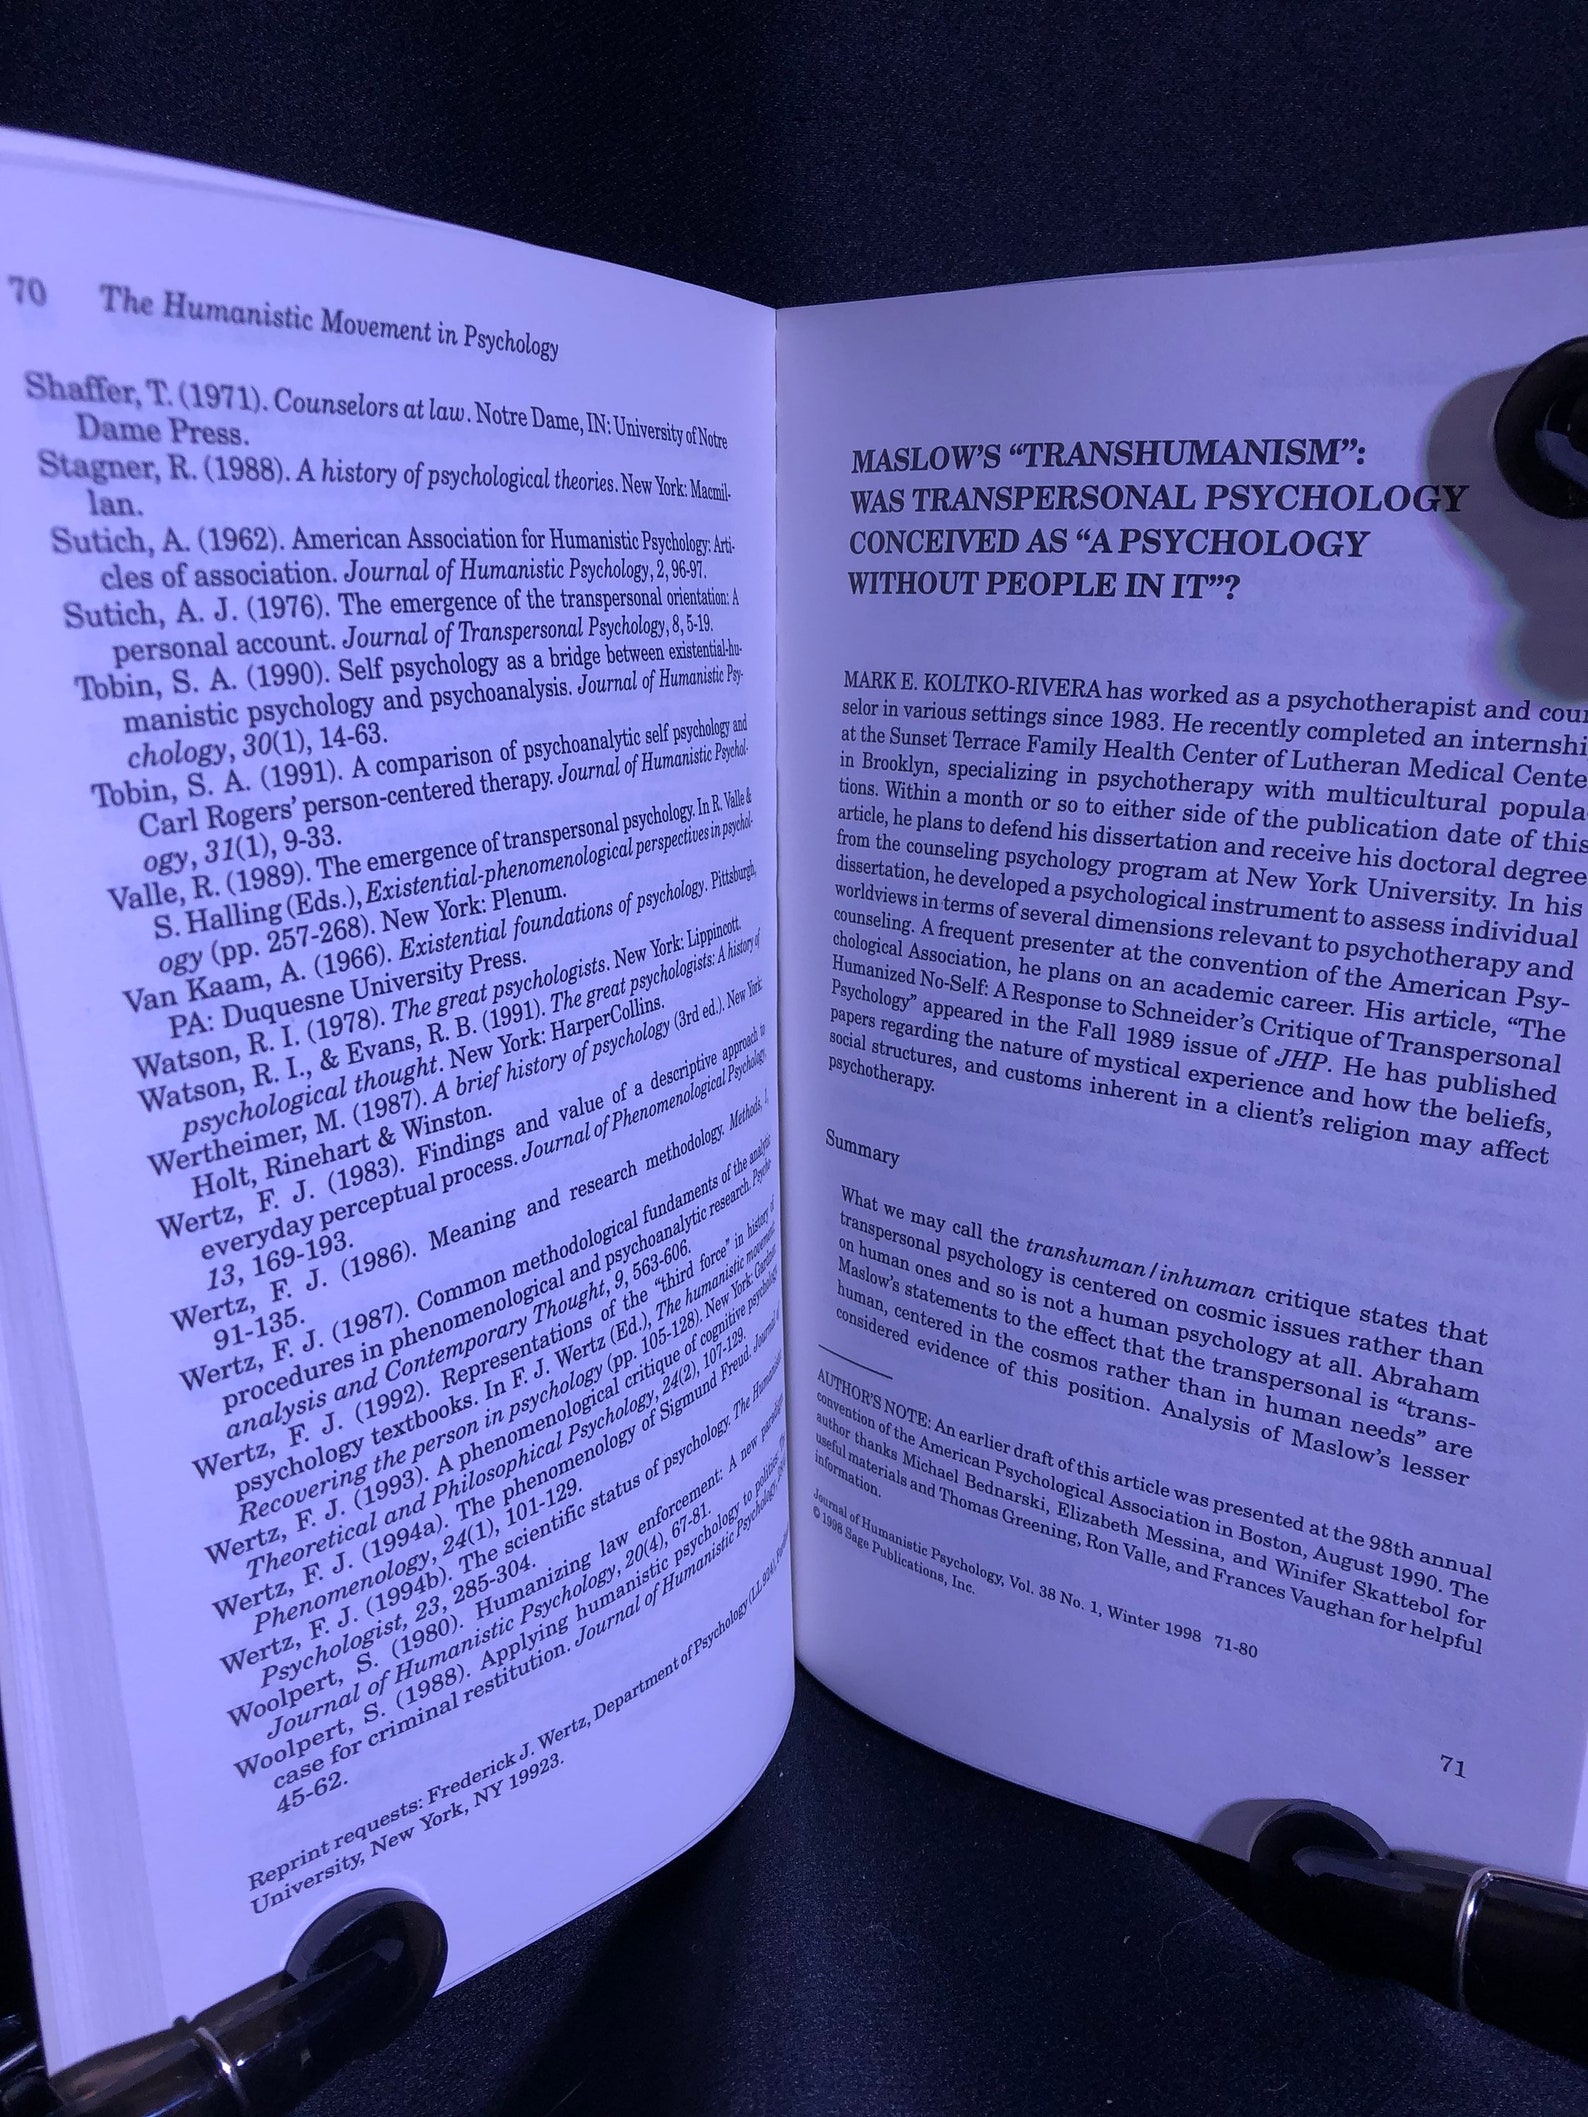 70 The Humanistic Movement in Psychology
Shaffer, T. (1971). Counselors at law. Notre Dame, IN: University of Notre
Dame Press.
Stagner, R. (1988). A history of psychological theories. New York: Macmil-
lan.
Sutich, A. (1962). American Association for Humanistic Psychology: Arti-
cles of association. Journal of Humanistic Psychology, 2, 96-97.
Sutich, A. J. (1976). The emergence of the transpersonal orientation: A
personal account. Journal of Transpersonal Psychology, 8, 5-19.
Tobin, S. A. (1990). Self psychology as a bridge between existential-hu-
manistic psychology and psychoanalysis. Journal of Humanistic Psy-
chology, 30(1), 14-63.
Tobin, S. A. (1991). A comparison of psychoanalytic self psychology and
Carl Rogers' person-centered therapy. Journal of Humanistic Psychol-
ogy, 31(1), 9-33.
Valle, R. (1989). The emergence of transpersonal psychology. In R. Valle &
S. Halling (Eds.), Existential-phenomenological perspectives in psychol-
ogy (pp. 257-268). New York: Plenum.
Van Kaam, A. (1966). Existential foundations of psychology. Pittsburgh,
PA: Duquesne University Press.
Watson, R. I. (1978). The great psychologists. New York: Lippincott.
Watson, R. I., & Evans, R. B. (1991). The great psychologists: A history of
psychological thought. New York: HarperCollins.
Wertheimer, M. (1987). A brief history of psychology (3rd ed.). New York:
Holt, Rinehart & Winston.
Wertz, F. J. (1983). Findings and value of a descriptive approach to
everyday perceptual process. Journal of Phenomenological Psychology,
13, 169-193.
Wertz, F. J. (1986). Meaning and research methodology. Methods, 1,
91-135.
Wertz, F. J. (1987). Common methodological fundaments of the analytic
procedures in phenomenological and psychoanalytic research. Psycho-
analysis and Contemporary Thought, 9, 563-606.
Wertz, F. J. (1992). Representations of the "third force" in history of
psychology textbooks. In F. J. Wertz (Ed.), The humanistic movement:
Recovering the person in psychology (pp. 105-128). New York: Gardner.
Wertz, F. J. (1993). A phenomenological critique of cognitive psychology.
Theoretical and Philosophical Psychology, 24(2), 107-129.
Wertz, F. J. (1994a). The phenomenology of Sigmund Freud. Journal of
Phenomenology, 24(1), 101-129.
Wertz, F. J. (1994b). The scientific status of psychology. The Humanistic
Psychologist, 23, 285-304.
Woolpert, S. (1980). Humanizing law enforcement: A new paradigm.
Journal of Humanistic Psychology, 20(4), 67-81.
Woolpert, S. (1988). Applying humanistic psychology to politics: The
case for criminal restitution. Journal of Humanistic Psychology,
45-62.
Reprint requests: Frederick J. Wertz, Department of Psychology (LL 924),
University, New York, NY 19923.
MASLOW'S "TRANSHUMANISM":
WAS TRANSPERSONAL PSYCHOLOGY
CONCEIVED AS "A PSYCHOLOGY
WITHOUT PEOPLE IN IT"?
MARK E. KOLTKO-RIVERA has worked as a psychotherapist and coun
selor in various settings since 1983. He recently completed an internshi
at the Sunset Terrace Family Health Center of Lutheran Medical Cente
in Brooklyn, specializing in psychotherapy with multicultural popula-
tions. Within a month or so to either side of the publication date of this
article, he plans to defend his dissertation and receive his doctoral degree
from the counseling psychology program at New York University. In his
dissertation, he developed a psychological instrument to assess individual
worldviews in terms of several dimensions relevant to psychotherapy and
counseling. A frequent presenter at the convention of the American Psy-
chological Association, he plans on an academic career. His article, "The
Humanized No-Self: A Response to Schneider's Critique of Transpersonal
Psychology" appeared in the Fall 1989 issue of JHP. He has published
papers regarding the nature of mystical experience and how the beliefs,
social structures, and customs inherent in a client's religion may affect
psychotherapy.
Summary
What we may call the transhuman/inhuman critique states that
transpersonal psychology is centered on cosmic issues rather than
on human ones and so is not a human psychology at all. Abraham
Maslow's statements to the effect that the transpersonal is "trans-
human, centered in the cosmos rather than in human needs" are
considered evidence of this position. Analysis of Maslow's lesser
AUTHOR'S NOTE: An earlier draft of this article was presented at the 98th annual
convention of the American Psychological Association in Boston, August 1990. The
author thanks Michael Bednarski, Elizabeth Messina, and Winifer Skattebol for
useful materials and Thomas Greening, Ron Valle, and Frances Vaughan for helpful
information.
Journal of Humanistic Psychology, Vol. 38 No. 1, Winter 1998 71-80
© 1998 Sage Publications, Inc.
71